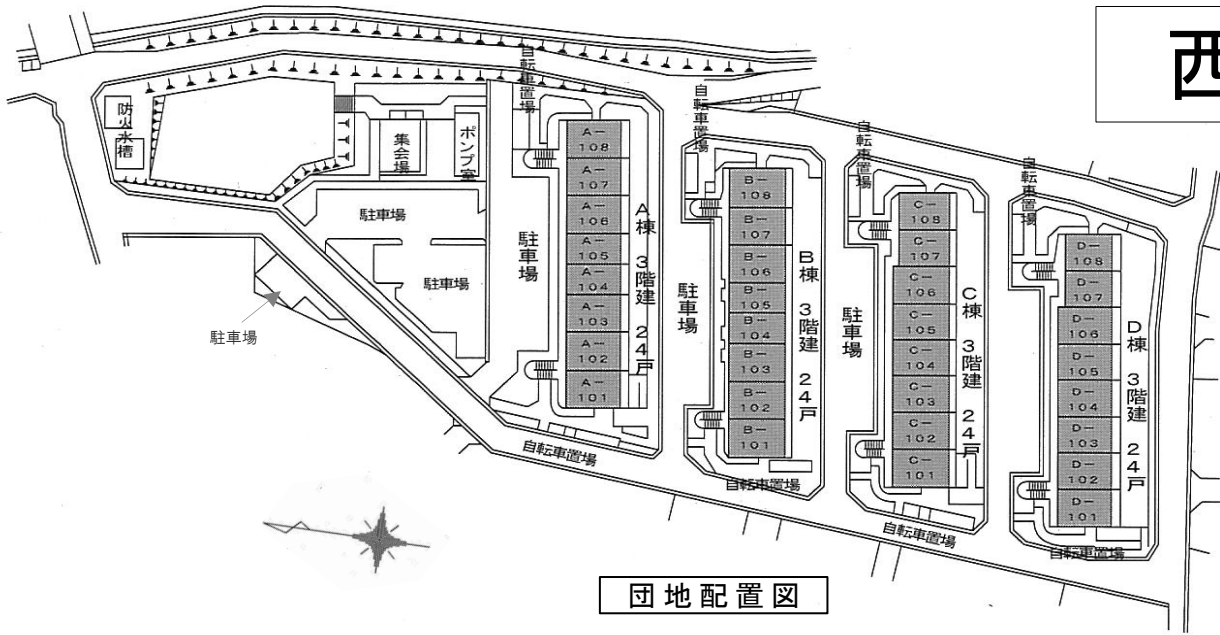 西
自転車置場
自転車置場
自転車置場
自転車置場
防火水槽
集会場
ポンプ室
駐車場
駐車場
駐車場
駐車場
駐車場
駐車場
A-108
A-107
A-106
A-105
A-104
A-103
A-102
A-101
A棟 3階建 24戸
B-108
B-107
B-106
B-105
B-104
B-103
B-102
B-101
B棟 3階建 24戸
C-108
C-107
C-106
C-105
C-104
C-103
C-102
C-101
C棟 3階建 24戸
D-108
D-107
D-106
D-105
D-104
D-103
D-102
D-101
D棟 3階建 24戸
自転車置場
自転車置場
自転車置場
自転車置場
団地配置図